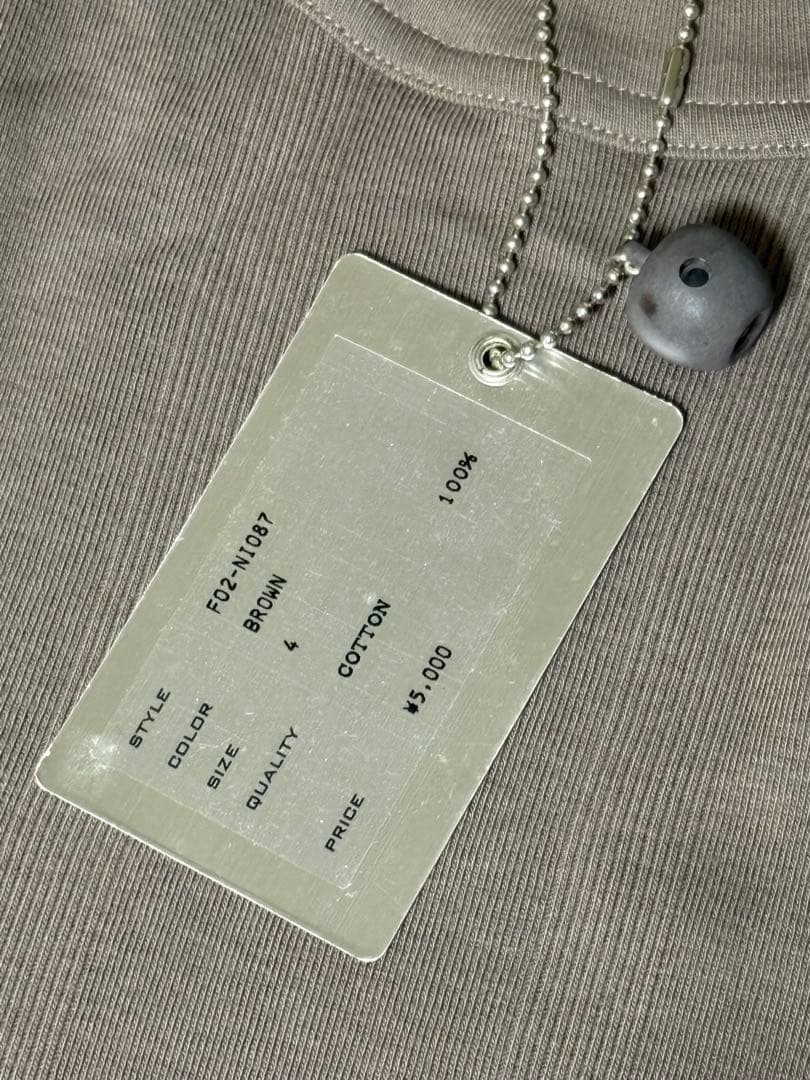 STYLE F02-NI087
COLOR BROWN
SIZE 4
QUALITY COTTON 100%
PRICE ¥5,000